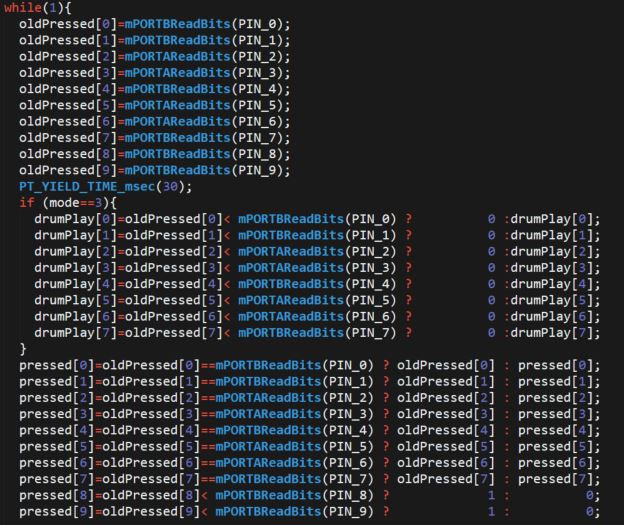 while(1){
oldPressed[0]=mPORTBReadBits(PIN_0);
oldPressed[1]=mPORTBReadBits(PIN_1);
oldPressed[2]=mPORTAReadBits(PIN_2);
oldPressed[3]=mPORTAReadBits(PIN_3);
oldPressed[4]=mPORTBReadBits(PIN_4);
oldPressed[5]=mPORTAReadBits(PIN_5);
oldPressed[6]=mPORTAReadBits(PIN_6);
oldPressed[7]=mPORTBReadBits(PIN_7);
oldPressed[8]=mPORTBReadBits(PIN_8);
oldPressed[9]=mPORTBReadBits(PIN_9);
PT_YIELD_TIME_msec(30);
if (mode==3){
drumPlay[0]=oldPressed[0]< mPORTBReadBits(PIN_0) ? 0 :drumPlay[0];
drumPlay[1]=oldPressed[1]< mPORTBReadBits(PIN_1) ? 0 :drumPlay[1];
drumPlay[2]=oldPressed[2]< mPORTAReadBits(PIN_2) ? 0 :drumPlay[2];
drumPlay[3]=oldPressed[3]< mPORTAReadBits(PIN_3) ? 0 :drumPlay[3];
drumPlay[4]=oldPressed[4]< mPORTBReadBits(PIN_4) ? 0 :drumPlay[4];
drumPlay[5]=oldPressed[5]< mPORTAReadBits(PIN_5) ? 0 :drumPlay[5];
drumPlay[6]=oldPressed[6]< mPORTAReadBits(PIN_6) ? 0 :drumPlay[6];
drumPlay[7]=oldPressed[7]< mPORTBReadBits(PIN_7) ? 0 :drumPlay[7];
}
pressed[0]=oldPressed[0]==mPORTBReadBits(PIN_0) ? oldPressed[0] : pressed[0];
pressed[1]=oldPressed[1]==mPORTBReadBits(PIN_1) ? oldPressed[1] : pressed[1];
pressed[2]=oldPressed[2]==mPORTAReadBits(PIN_2) ? oldPressed[2] : pressed[2];
pressed[3]=oldPressed[3]==mPORTAReadBits(PIN_3) ? oldPressed[3] : pressed[3];
pressed[4]=oldPressed[4]==mPORTBReadBits(PIN_4) ? oldPressed[4] : pressed[4];
pressed[5]=oldPressed[5]==mPORTAReadBits(PIN_5) ? oldPressed[5] : pressed[5];
pressed[6]=oldPressed[6]==mPORTAReadBits(PIN_6) ? oldPressed[6] : pressed[6];
pressed[7]=oldPressed[7]==mPORTBReadBits(PIN_7) ? oldPressed[7] : pressed[7];
pressed[8]=oldPressed[8]< mPORTBReadBits(PIN_8) ? 1 : 0;
pressed[9]=oldPressed[9]< mPORTBReadBits(PIN_9) ? 1 : 0;